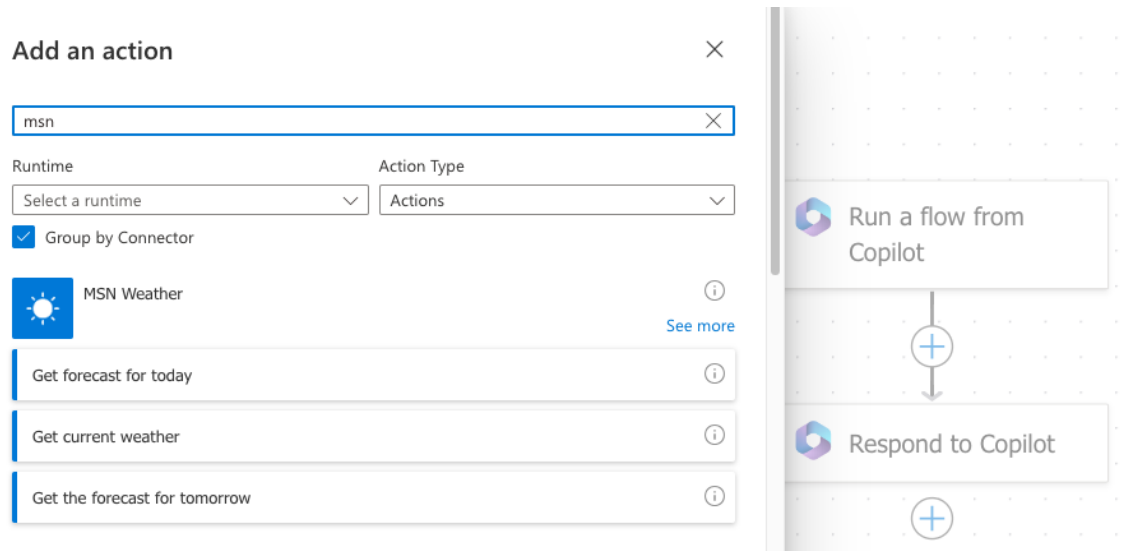 Add an action
msn
Runtime
Action Type
Select a runtime
Actions
Group by Connector
MSN Weather
See more
Get forecast for today
Get current weather
Get the forecast for tomorrow
Run a flow from
Copilot
Respond to Copilot